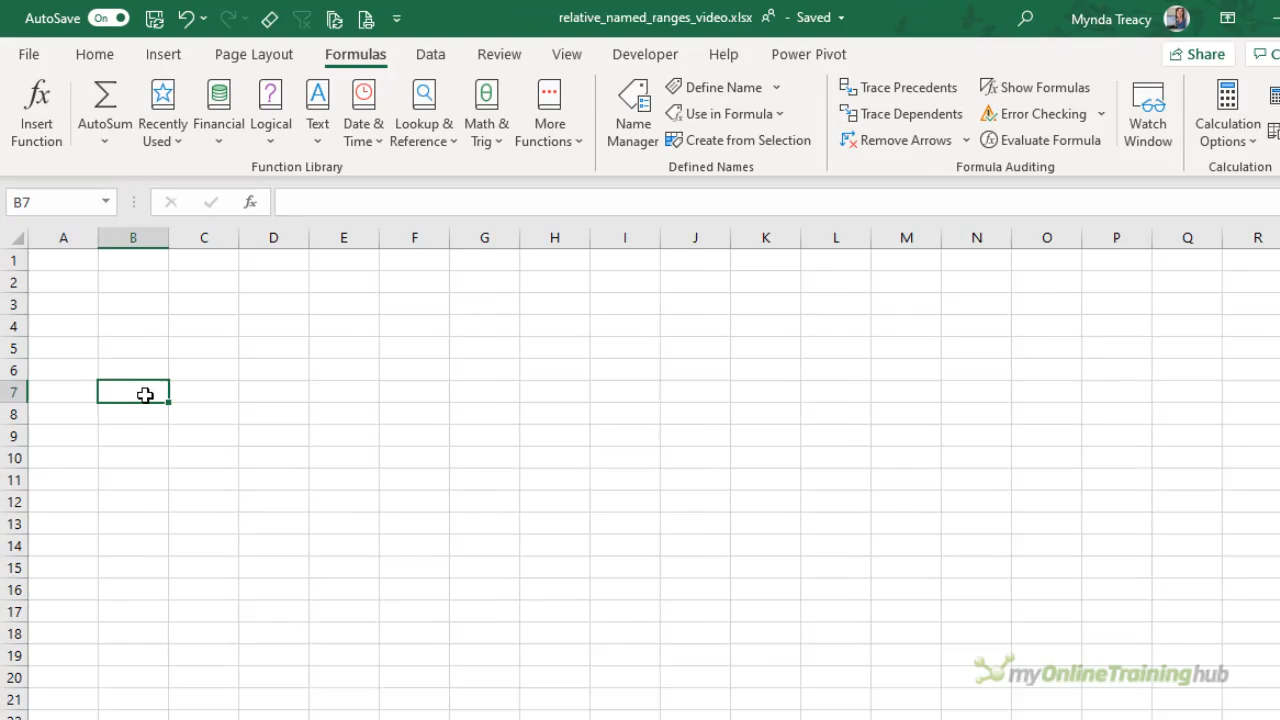 AutoSave On relative_named_ranges_video.xlsx - Saved Mynda Treacy
File Home Insert Page Layout Formulas Data Review View Developer Help Power Pivot Share C
fx Insert Function
Σ AutoSum
Recently Used
Financial
Logical
A Text
Date & Time
Lookup & Reference
θ Math & Trig
More Functions
Function Library
Name Manager
Define Name
Use in Formula
Create from Selection
Defined Names
Trace Precedents
Trace Dependents
Remove Arrows
Show Formulas
Error Checking
Evaluate Formula
Formula Auditing
Watch Window
Calculation Options
Calculation
B7 fx
A B C D E F G H I J K L M N O P Q R
1
2
3
4
5
6
7
8
9
10
11
12
13
14
15
16
17
18
19
20
21
myOnlineTraininghub